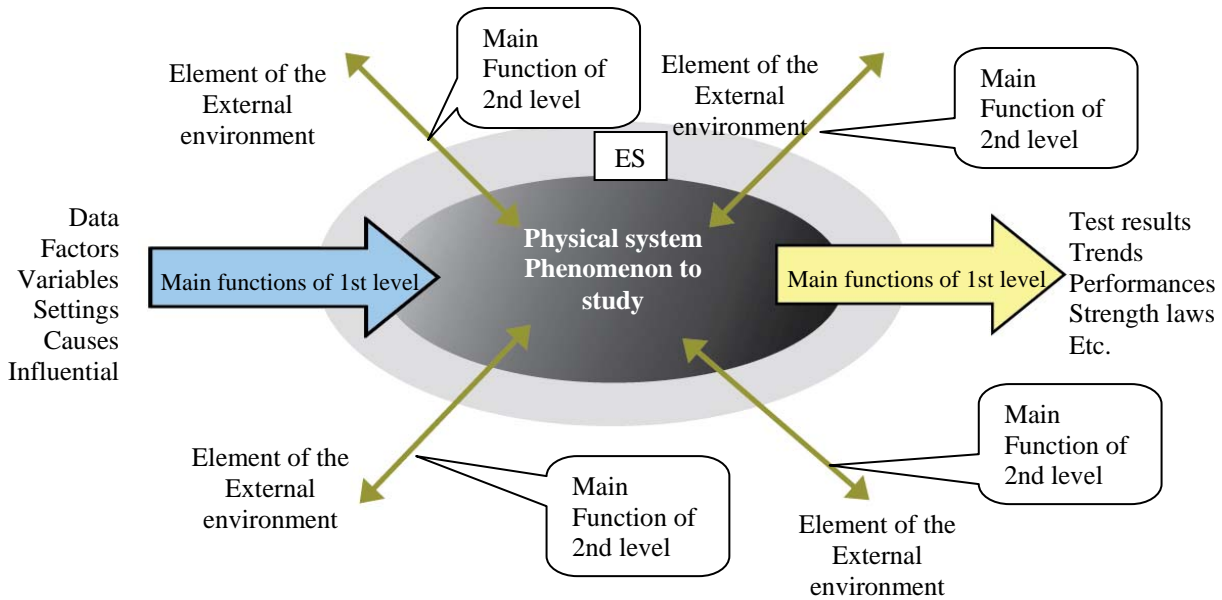 Element of the
External
environment
Main
Function of
2nd level
Element of the
External
environment
Main
Function of
2nd level
ES
Data
Factors
Variables
Settings
Causes
Influential
Main functions of 1st level
Physical system
Phenomenon to
study
Main functions of 1st level
Test results
Trends
Performances
Strength laws
Etc.
Element of the
External
environment
Main
Function of
2nd level
Main
Function of
2nd level
Element of the
External
environment